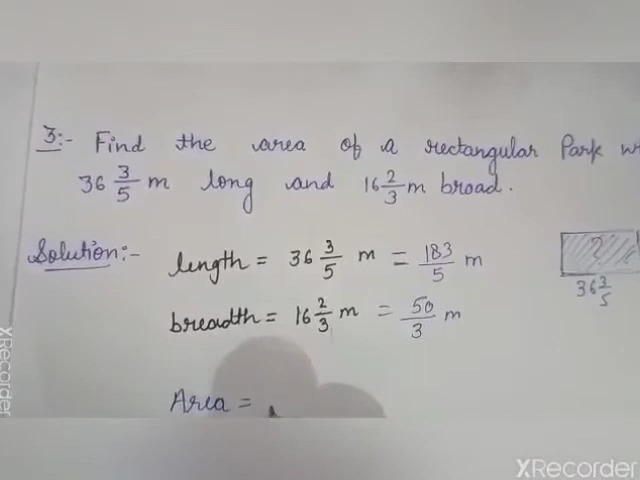 3:- Find the area of a rectangular Park
36 3/5 m long and 16 2/3 m broad.
Solution:- length = 36 3/5 m = 183/5 m
?
36 3/5
breadth = 16 2/3 m = 50/3 m
Area =
XRecorder
XRecorder